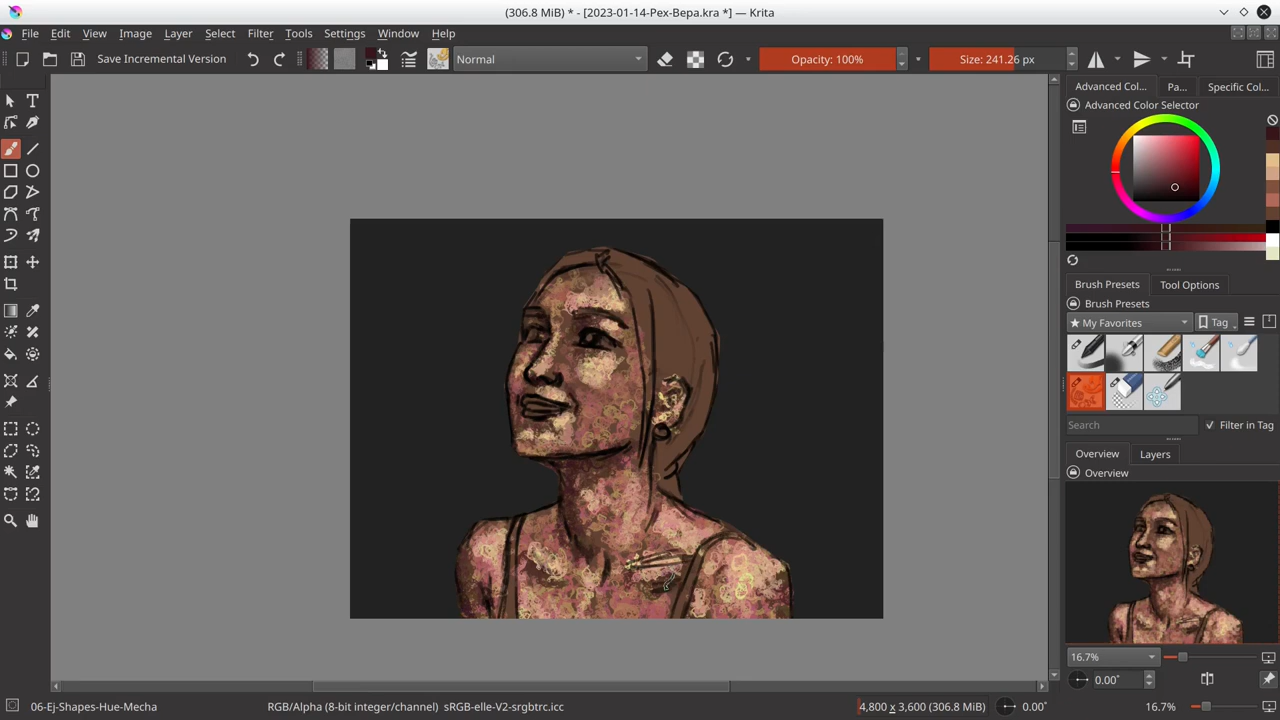 (306.8 MiB) * - [2023-01-14-Pex-Bepa.kra *] — Krita
File Edit View Image Layer Select Filter Tools Settings Window Help
Save Incremental Version Normal Opacity: 100% Size: 241.26 px
Advanced Col... Pa... Specific Col...
Advanced Color Selector
Brush Presets Tool Options
Brush Presets
★ My Favorites Tag
Search Filter in Tag
Overview Layers
Overview
16.7%
0.00°
06-Ej-Shapes-Hue-Mecha RGB/Alpha (8-bit integer/channel) sRGB-elle-V2-srgbtrc.icc 4,800 x 3,600 (306.8 MiB) 0.00° 16.7%